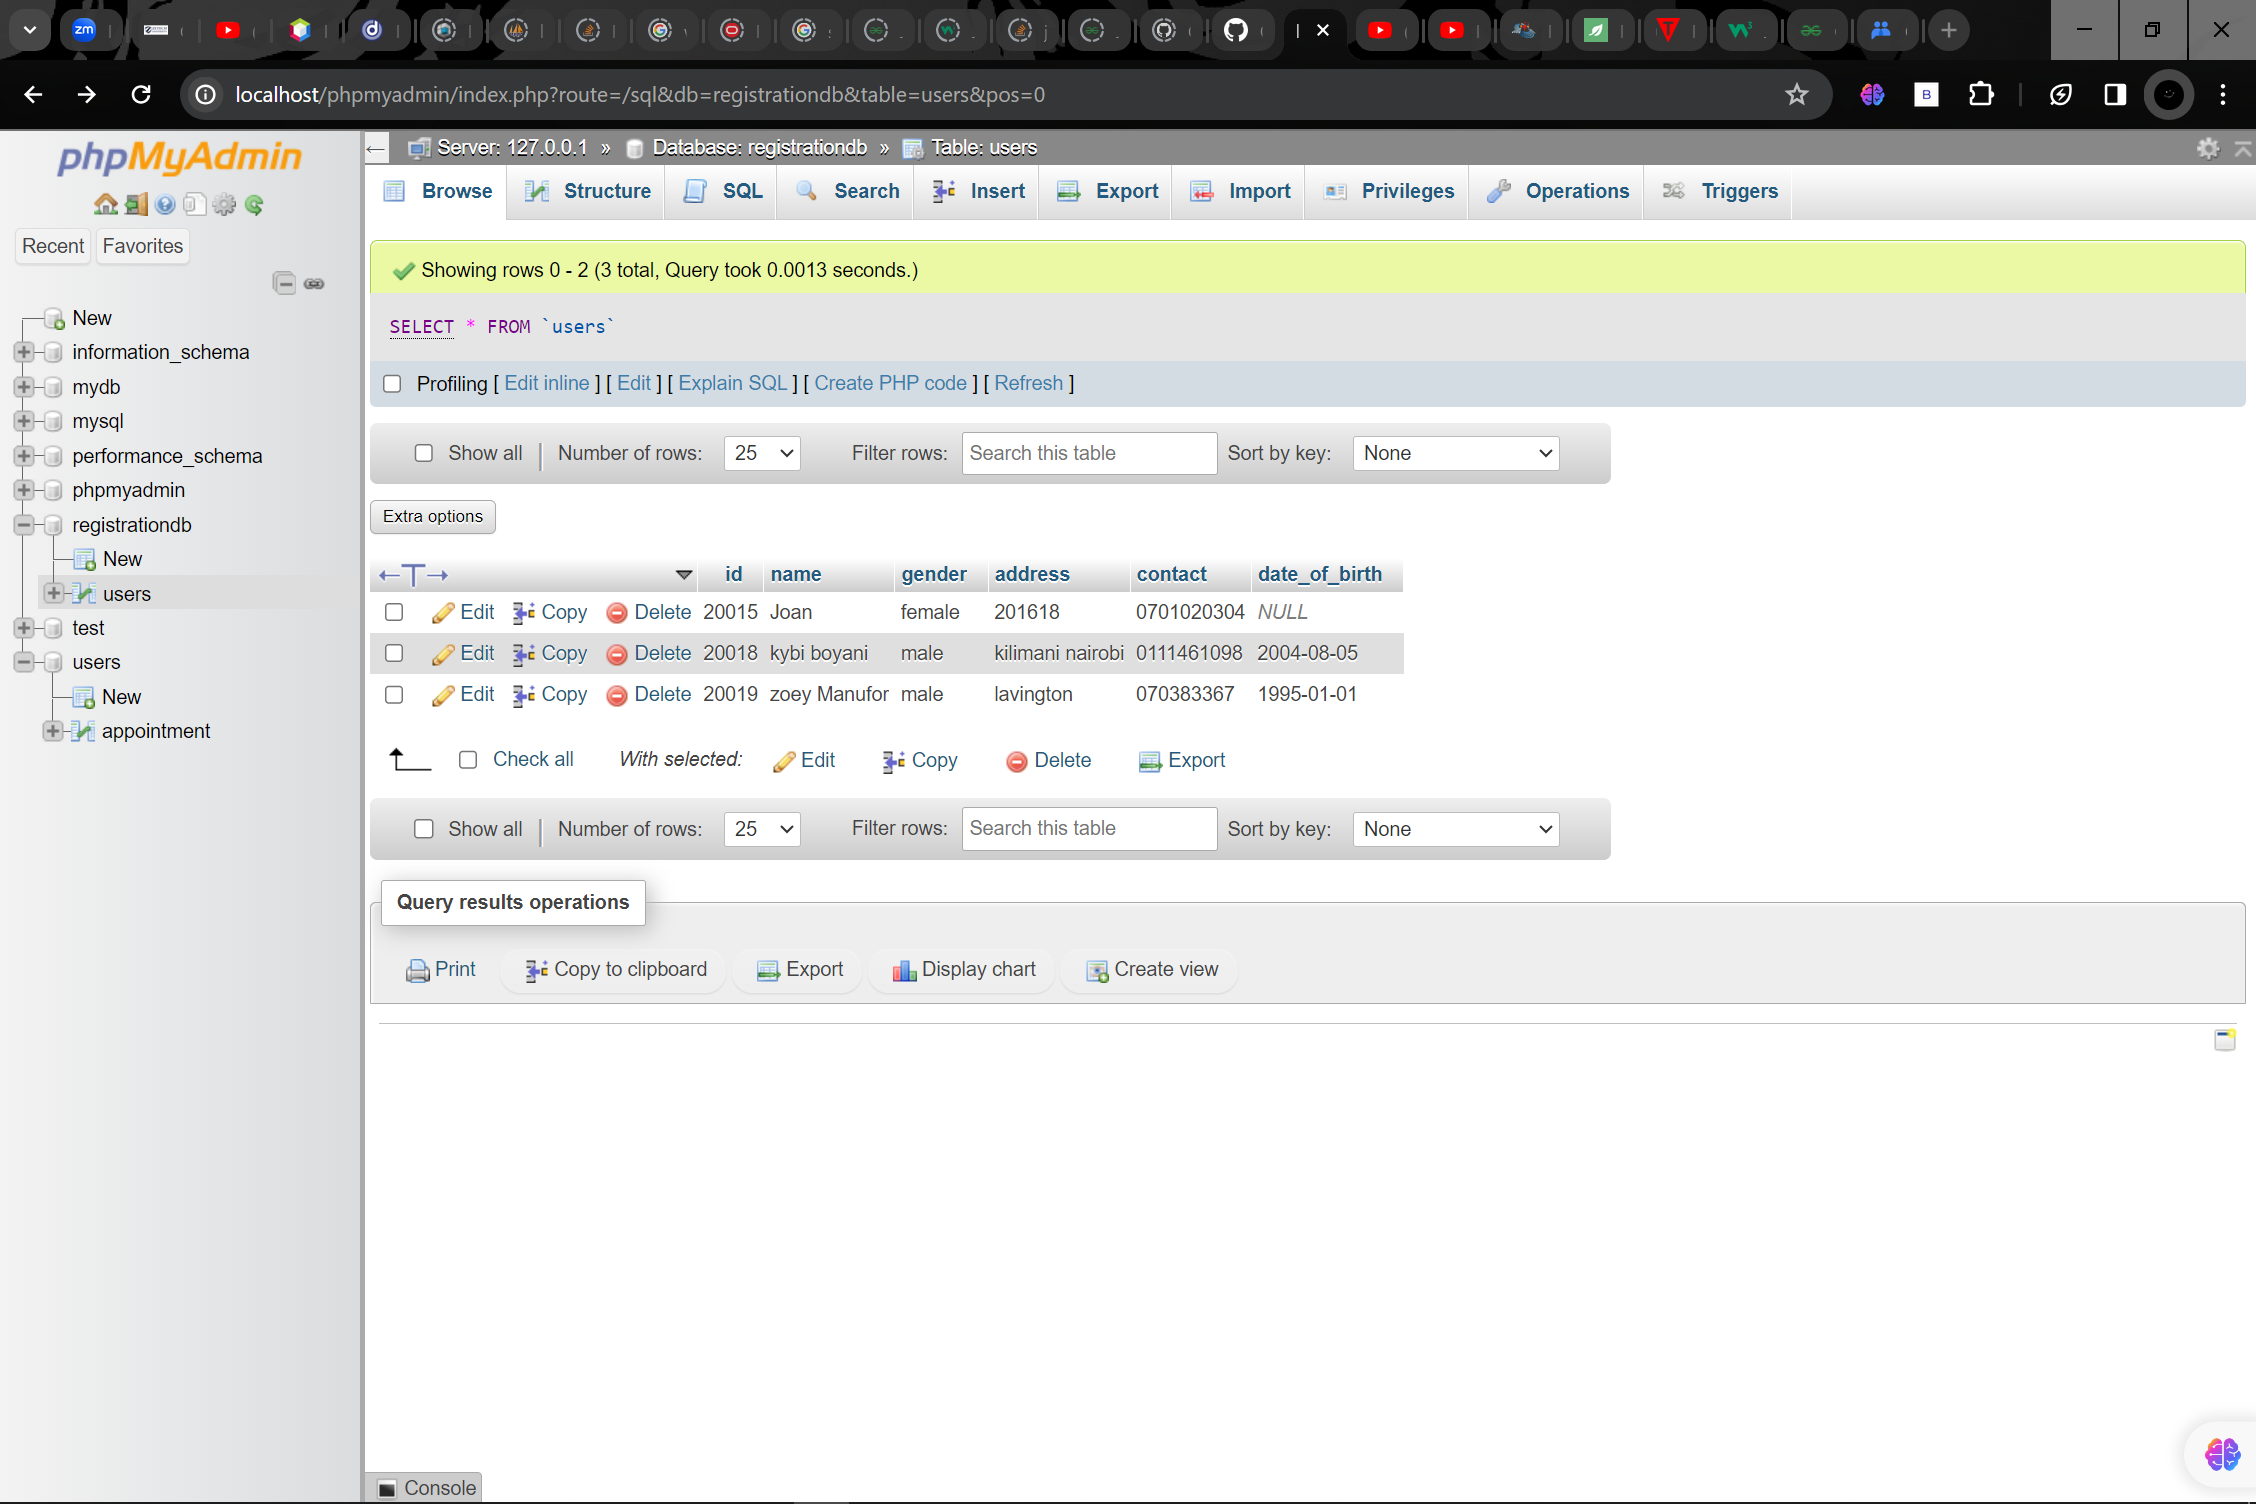 localhost/phpmyadmin/index.php?route=/sql&db=registrationdb&table=users&pos=0
phpMyAdmin
Recent Favorites
New
information_schema
mydb
mysql
performance_schema
phpmyadmin
registrationdb
New
users
test
users
New
appointment
Server: 127.0.0.1 » Database: registrationdb » Table: users
Browse Structure SQL Search Insert Export Import Privileges Operations Triggers
Showing rows 0 - 2 (3 total, Query took 0.0013 seconds.)
SELECT * FROM `users`
Profiling [ Edit inline ] [ Edit ] [ Explain SQL ] [ Create PHP code ] [ Refresh ]
Show all | Number of rows: 25 Filter rows: Search this table Sort by key: None
Extra options
←T→ id name gender address contact date_of_birth
Edit Copy Delete 20015 Joan female 201618 0701020304 NULL
Edit Copy Delete 20018 kybi boyani male kilimani nairobi 0111461098 2004-08-05
Edit Copy Delete 20019 zoey Manufor male lavington 070383367 1995-01-01
Check all With selected: Edit Copy Delete Export
Show all | Number of rows: 25 Filter rows: Search this table Sort by key: None
Query results operations
Print Copy to clipboard Export Display chart Create view
Console